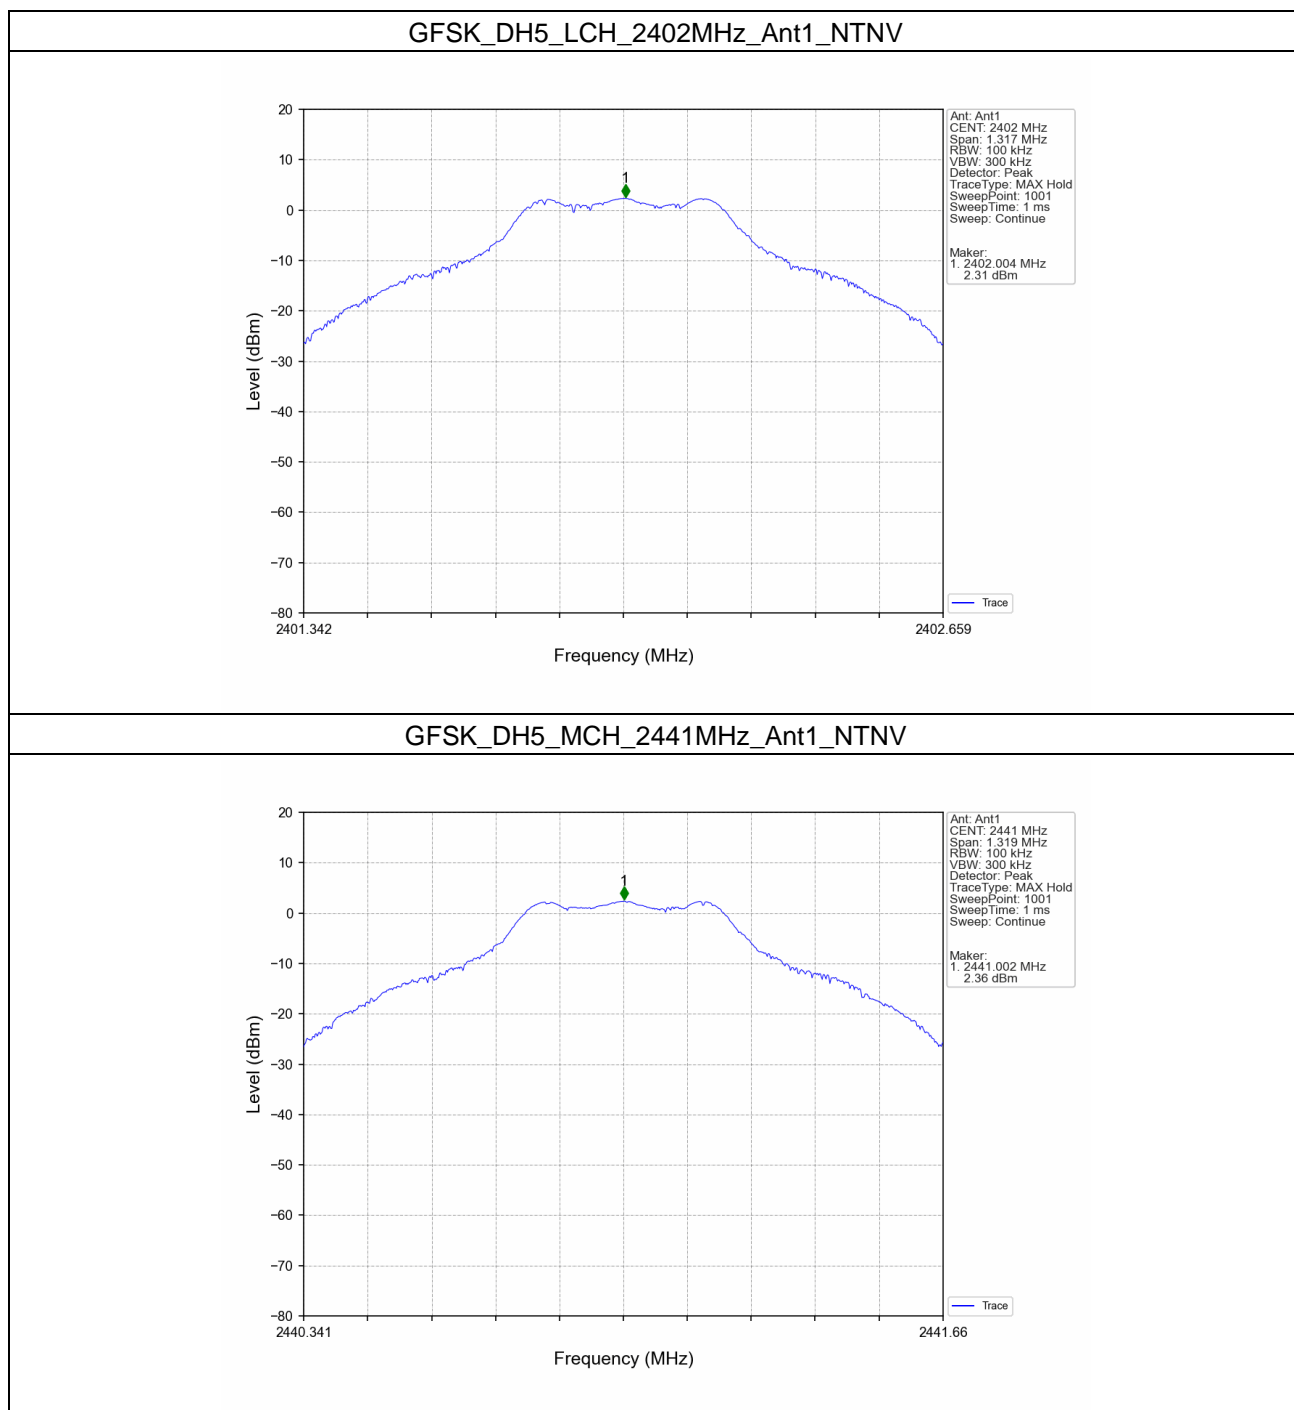 GFSK_DH5_LCH_2402MHz_Ant1_NTNV
20
10
0
−10
−20
−30
−40
−50
−60
−70
−80
Level (dBm)
1
2401.342
2402.659
Frequency (MHz)
Ant: Ant1
CENT: 2402 MHz
Span: 1.317 MHz
RBW: 100 kHz
VBW: 300 kHz
Detector: Peak
TraceType: MAX Hold
SweepPoint: 1001
SweepTime: 1 ms
Sweep: Continue
Maker:
1. 2402.004 MHz
2.31 dBm
Trace
GFSK_DH5_MCH_2441MHz_Ant1_NTNV
20
10
0
−10
−20
−30
−40
−50
−60
−70
−80
Level (dBm)
1
2440.341
2441.66
Frequency (MHz)
Ant: Ant1
CENT: 2441 MHz
Span: 1.319 MHz
RBW: 100 kHz
VBW: 300 kHz
Detector: Peak
TraceType: MAX Hold
SweepPoint: 1001
SweepTime: 1 ms
Sweep: Continue
Maker:
1. 2441.002 MHz
2.36 dBm
Trace